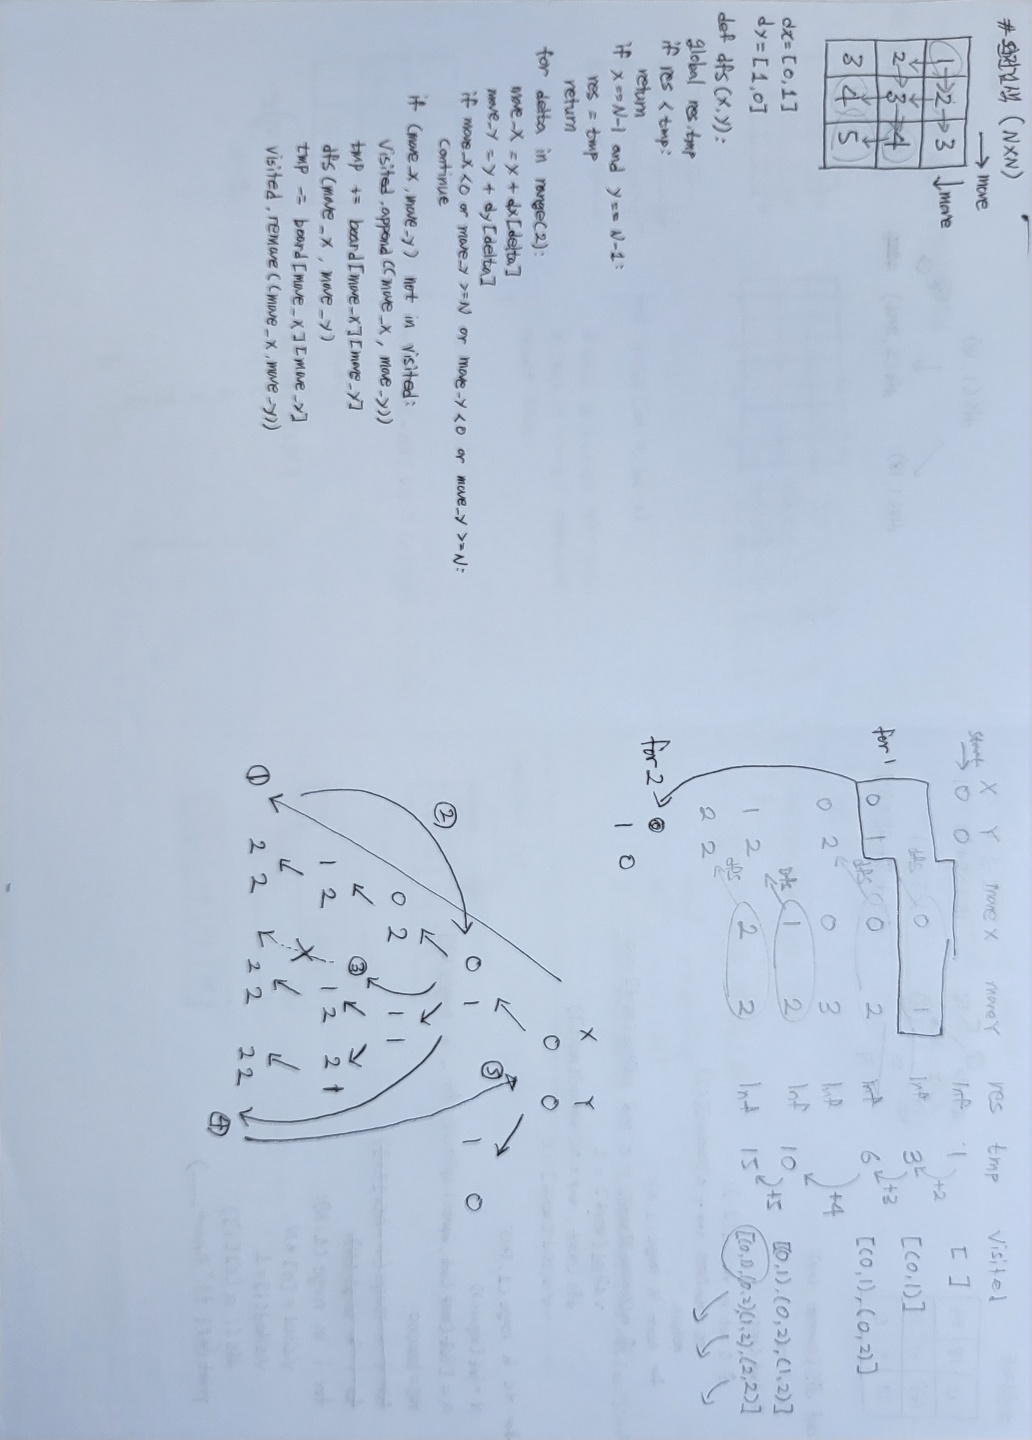 #완전검색 (N×N)
→ move
↓ move
1 → 2 → 3
2 → 3 → 4
3 4 5
dx=[0,1]
dy=[1,0]
def dfs(x,y):
global res,tmp
if res < tmp:
return
if x==N-1 and y==N-1:
res = tmp
return
for delta in range(2):
move_x = x + dx[delta]
move_y = y + dy[delta]
if move_x<0 or move_y>=N or move_y<0 or move_y>=N:
continue
if (move_x,move_y) not in visited:
visited.append((move_x, move_y))
tmp += board[move_x][move_y]
dfs(move_x, move_y)
tmp -= board[move_x][move_y]
visited.remove((move_x,move_y))
X Y move X move Y res tmp visited
start → 0 0 Inf 1 [ ]
+2
dfs 0 1 Inf 3 [(0,1)]
+3
for 1 0 1 dfs 0 2 Inf 6 [(0,1),(0,2)]
0 2 0 3 Inf +4
dfs 1 2 Inf 10 [(0,1),(0,2),(1,2)]
+5
1 2 dfs 2 2 Inf 15 [(0,1),(0,2)(1,2),(2,2)]
2 2
for 2 0
1 0
X Y
0 0
⑤
0 1 1 0
②
0 2 1 1
③
1 2 1 2 2 1
X
① 2 2 2 2 2 2
④